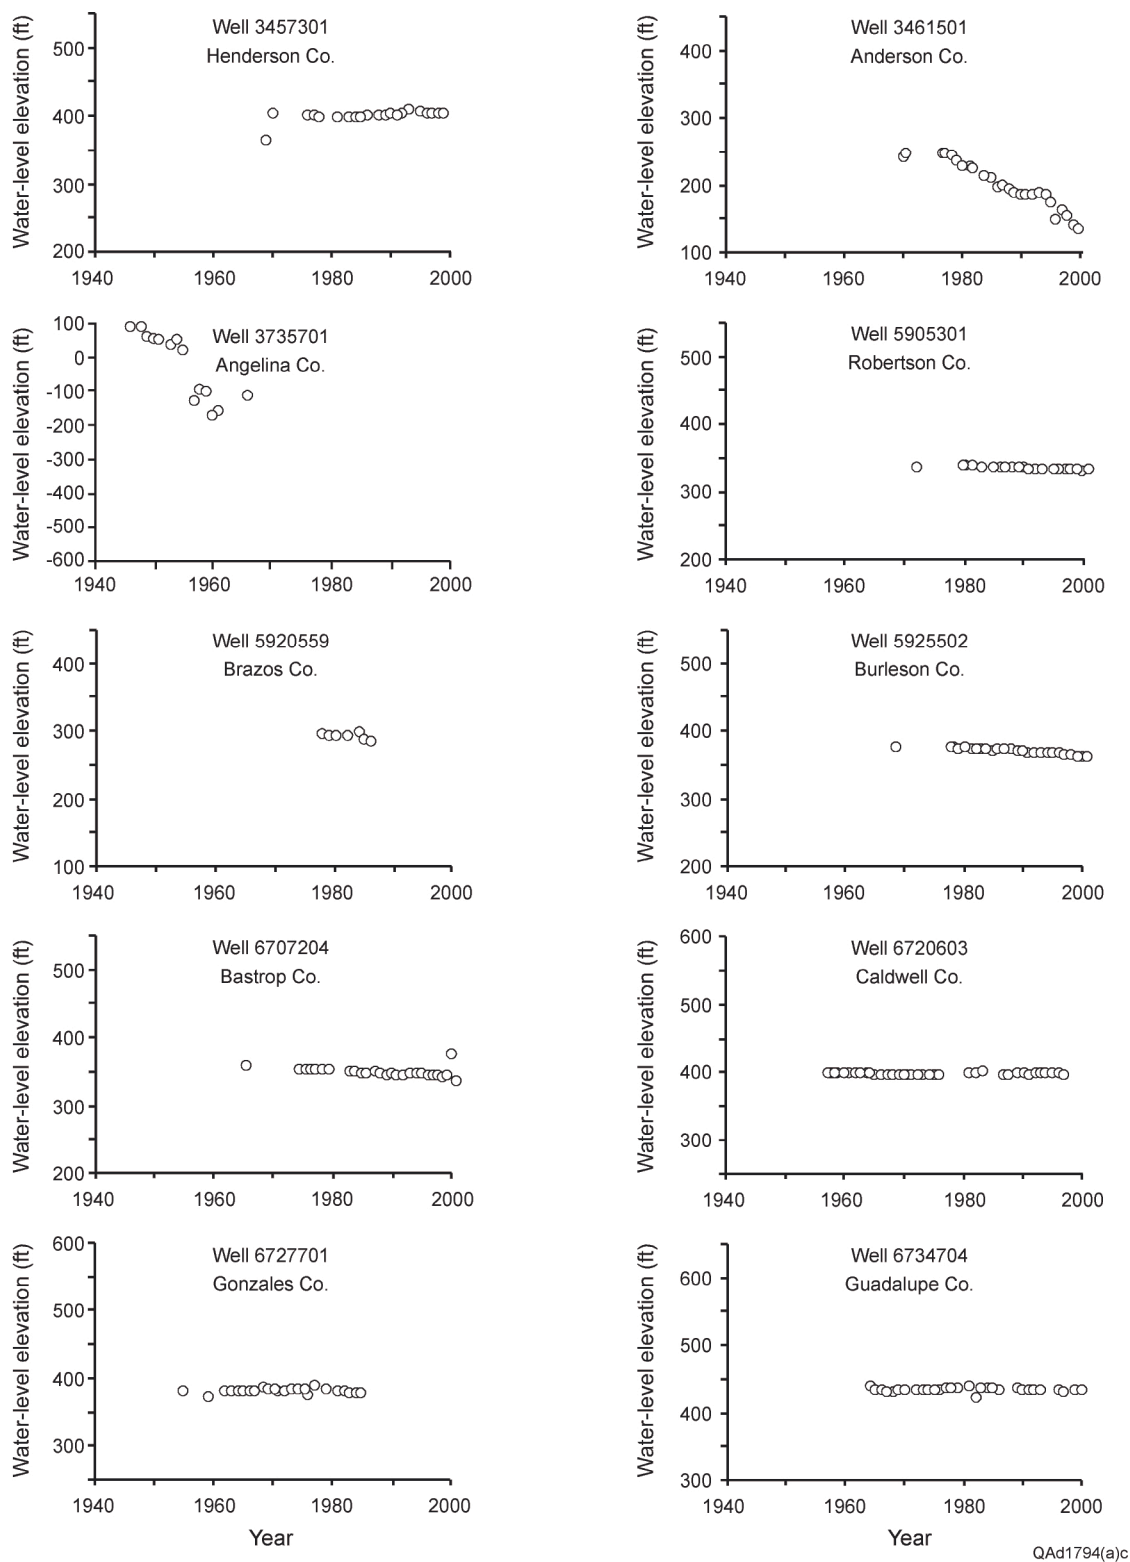 Well 3457301
Henderson Co.
Water-level elevation (ft)
500
400
300
200
1940
1960
1980
2000
Well 3461501
Anderson Co.
Water-level elevation (ft)
400
300
200
100
1940
1960
1980
2000
Well 3735701
Angelina Co.
Water-level elevation (ft)
100
0
-100
-200
-300
-400
-500
-600
1940
1960
1980
2000
Well 5905301
Robertson Co.
Water-level elevation (ft)
500
400
300
200
1940
1960
1980
2000
Well 5920559
Brazos Co.
Water-level elevation (ft)
400
300
200
100
1940
1960
1980
2000
Well 5925502
Burleson Co.
Water-level elevation (ft)
500
400
300
200
1940
1960
1980
2000
Well 6707204
Bastrop Co.
Water-level elevation (ft)
500
400
300
200
1940
1960
1980
2000
Well 6720603
Caldwell Co.
Water-level elevation (ft)
600
500
400
300
1940
1960
1980
2000
Well 6727701
Gonzales Co.
Water-level elevation (ft)
600
500
400
300
1940
1960
1980
2000
Year
Well 6734704
Guadalupe Co.
Water-level elevation (ft)
600
500
400
300
1940
1960
1980
2000
Year
QAd1794(a)c